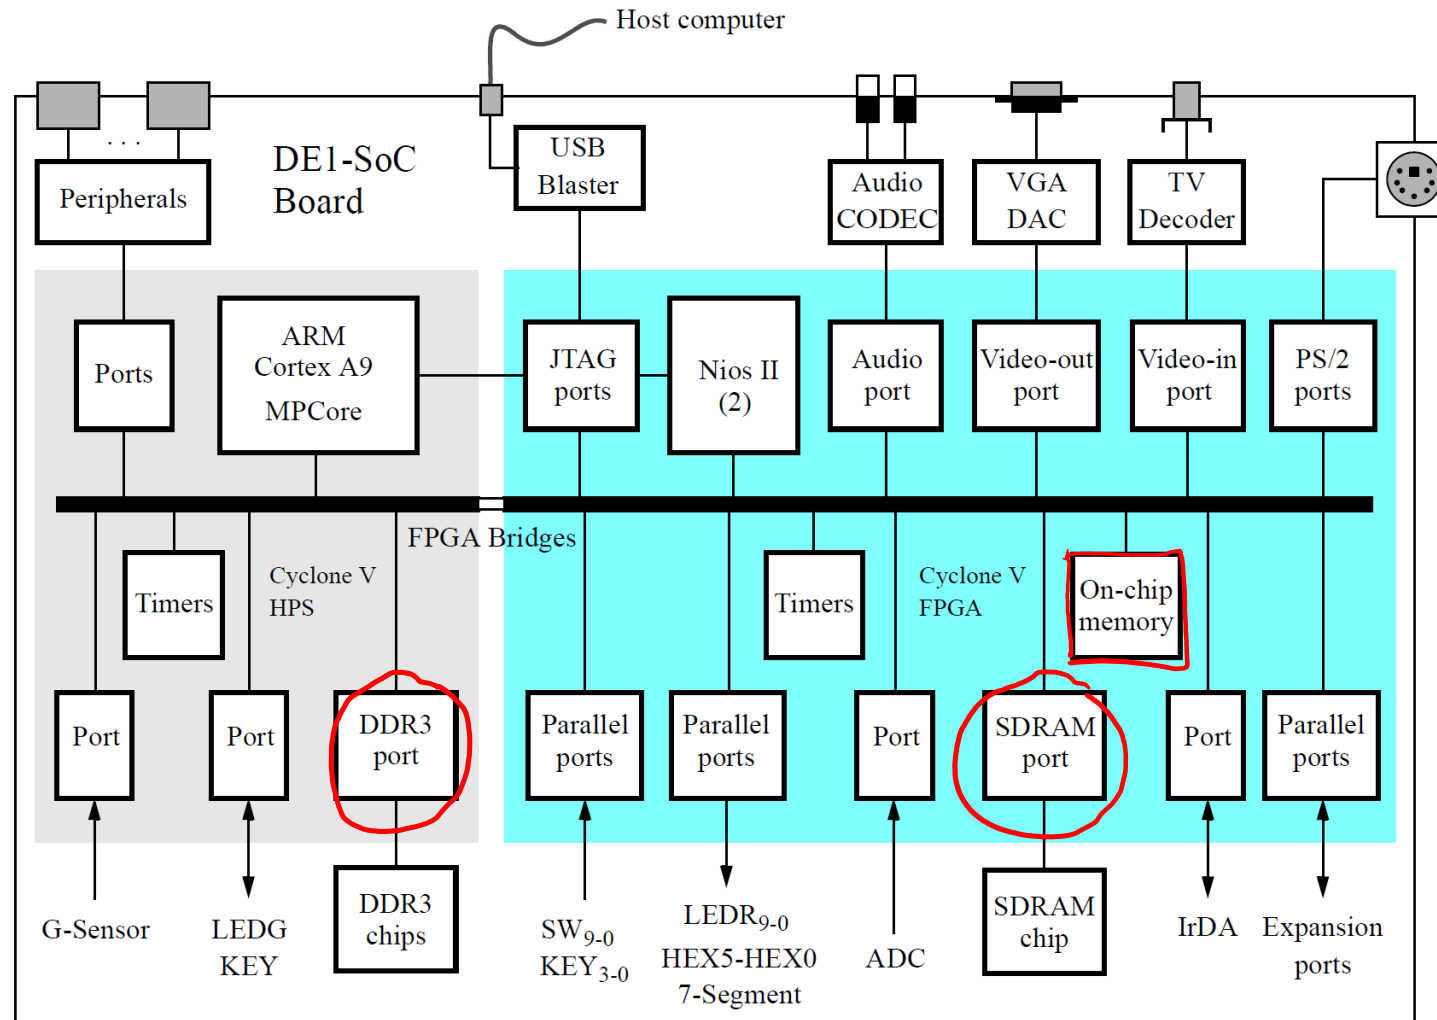 Host computer
DE1-SoC
Board
Peripherals
. . .
USB
Blaster
Audio
CODEC
VGA
DAC
TV
Decoder
Ports
ARM
Cortex A9
MPCore
JTAG
ports
Nios II
(2)
Audio
port
Video-out
port
Video-in
port
PS/2
ports
FPGA Bridges
Timers
Cyclone V
HPS
Timers
Cyclone V
FPGA
On-chip
memory
Port
Port
DDR3
port
Parallel
ports
Parallel
ports
Port
SDRAM
port
Port
Parallel
ports
G-Sensor
LEDG
KEY
DDR3
chips
SW9-0
KEY3-0
LEDR9-0
HEX5-HEX0
7-Segment
ADC
SDRAM
chip
IrDA
Expansion
ports